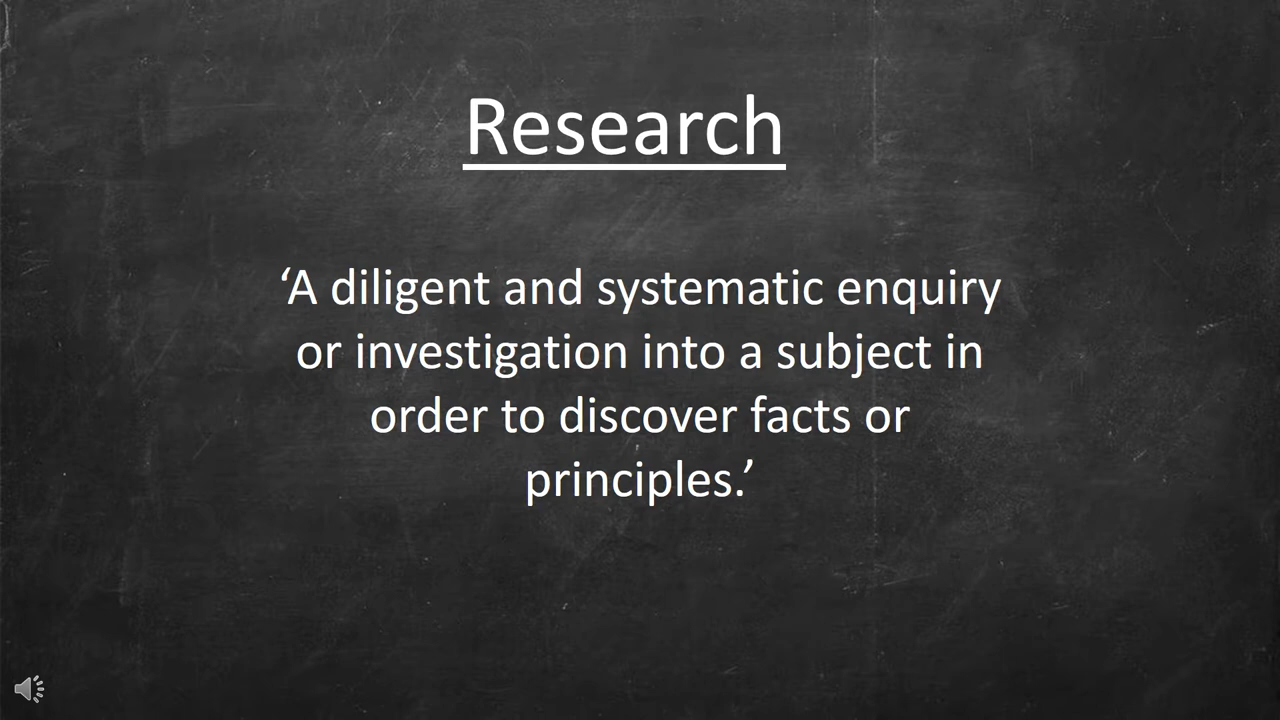 Research
‘A diligent and systematic enquiry
or investigation into a subject in
order to discover facts or
principles.’